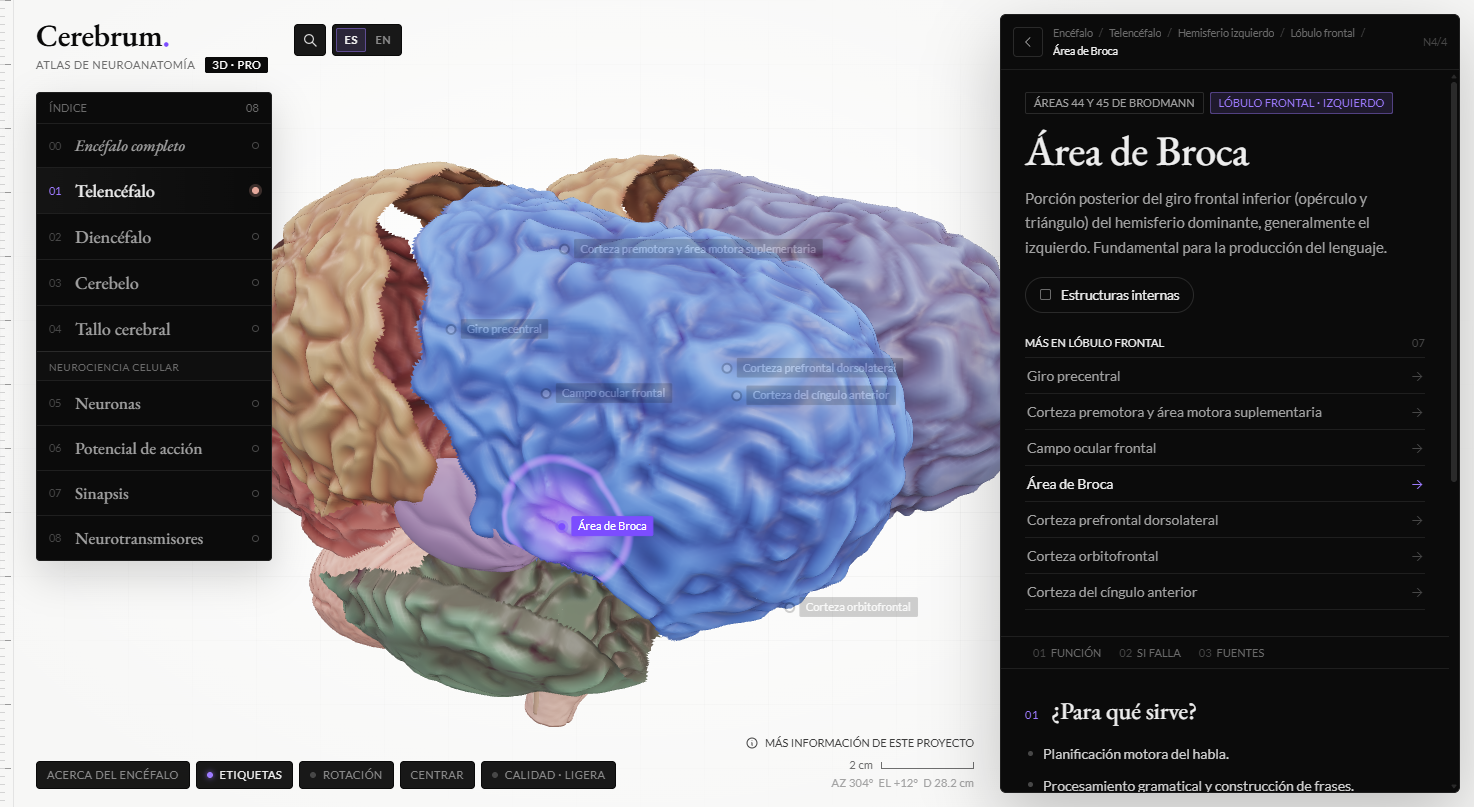 Cerebrum.
ATLAS DE NEUROANATOMÍA 3D · PRO
ES EN
ÍNDICE 08
00 Encéfalo completo
01 Telencéfalo
02 Diencéfalo
03 Cerebelo
04 Tallo cerebral
NEUROCIENCIA CELULAR
05 Neuronas
06 Potencial de acción
07 Sinapsis
08 Neurotransmisores
Corteza premotora y área motora suplementaria
Giro precentral
Corteza prefrontal dorsolateral
Campo ocular frontal
Corteza del cíngulo anterior
Área de Broca
Corteza orbitofrontal
MÁS INFORMACIÓN DE ESTE PROYECTO
2 cm
AZ 304° EL +12° D 28.2 cm
ACERCA DEL ENCÉFALO
ETIQUETAS
ROTACIÓN
CENTRAR
CALIDAD · LIGERA
Encéfalo / Telencéfalo / Hemisferio izquierdo / Lóbulo frontal /
Área de Broca
N4/4
ÁREAS 44 Y 45 DE BRODMANN
LÓBULO FRONTAL · IZQUIERDO
Área de Broca
Porción posterior del giro frontal inferior (opérculo y
triángulo) del hemisferio dominante, generalmente el
izquierdo. Fundamental para la producción del lenguaje.
Estructuras internas
MÁS EN LÓBULO FRONTAL 07
Giro precentral →
Corteza premotora y área motora suplementaria →
Campo ocular frontal →
Área de Broca →
Corteza prefrontal dorsolateral →
Corteza orbitofrontal →
Corteza del cíngulo anterior →
01 FUNCIÓN 02 SI FALLA 03 FUENTES
01 ¿Para qué sirve?
• Planificación motora del habla.
• Procesamiento gramatical y construcción de frases.